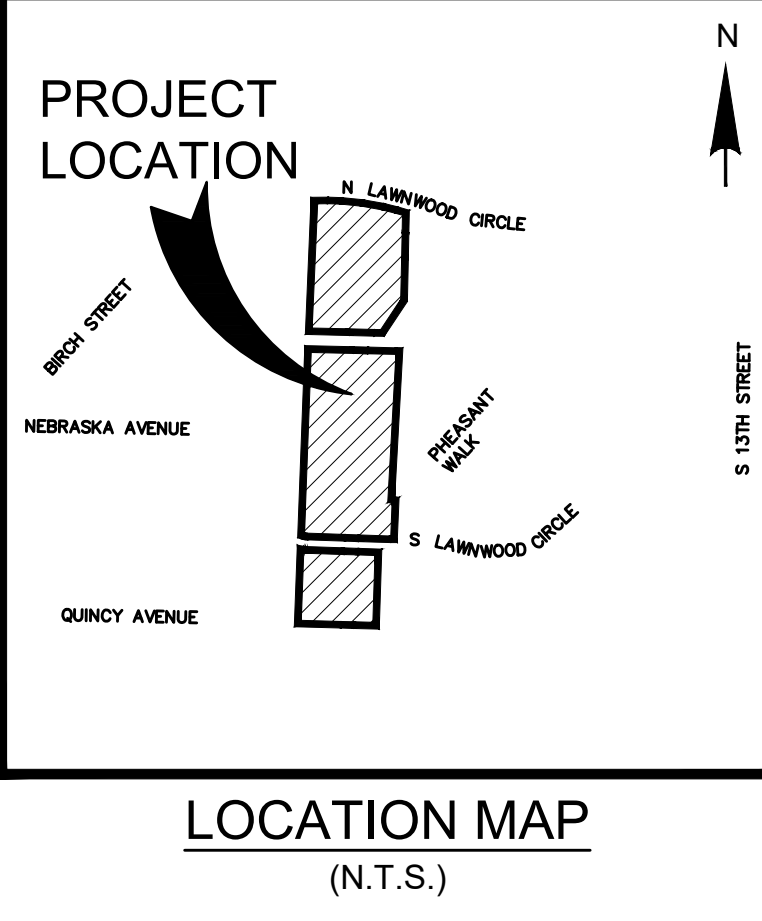 N
PROJECT
LOCATION
N LAWNWOOD CIRCLE
BIRCH STREET
S 13TH STREET
NEBRASKA AVENUE
PHEASANT
WALK
S LAWNWOOD CIRCLE
QUINCY AVENUE
LOCATION MAP
(N.T.S.)